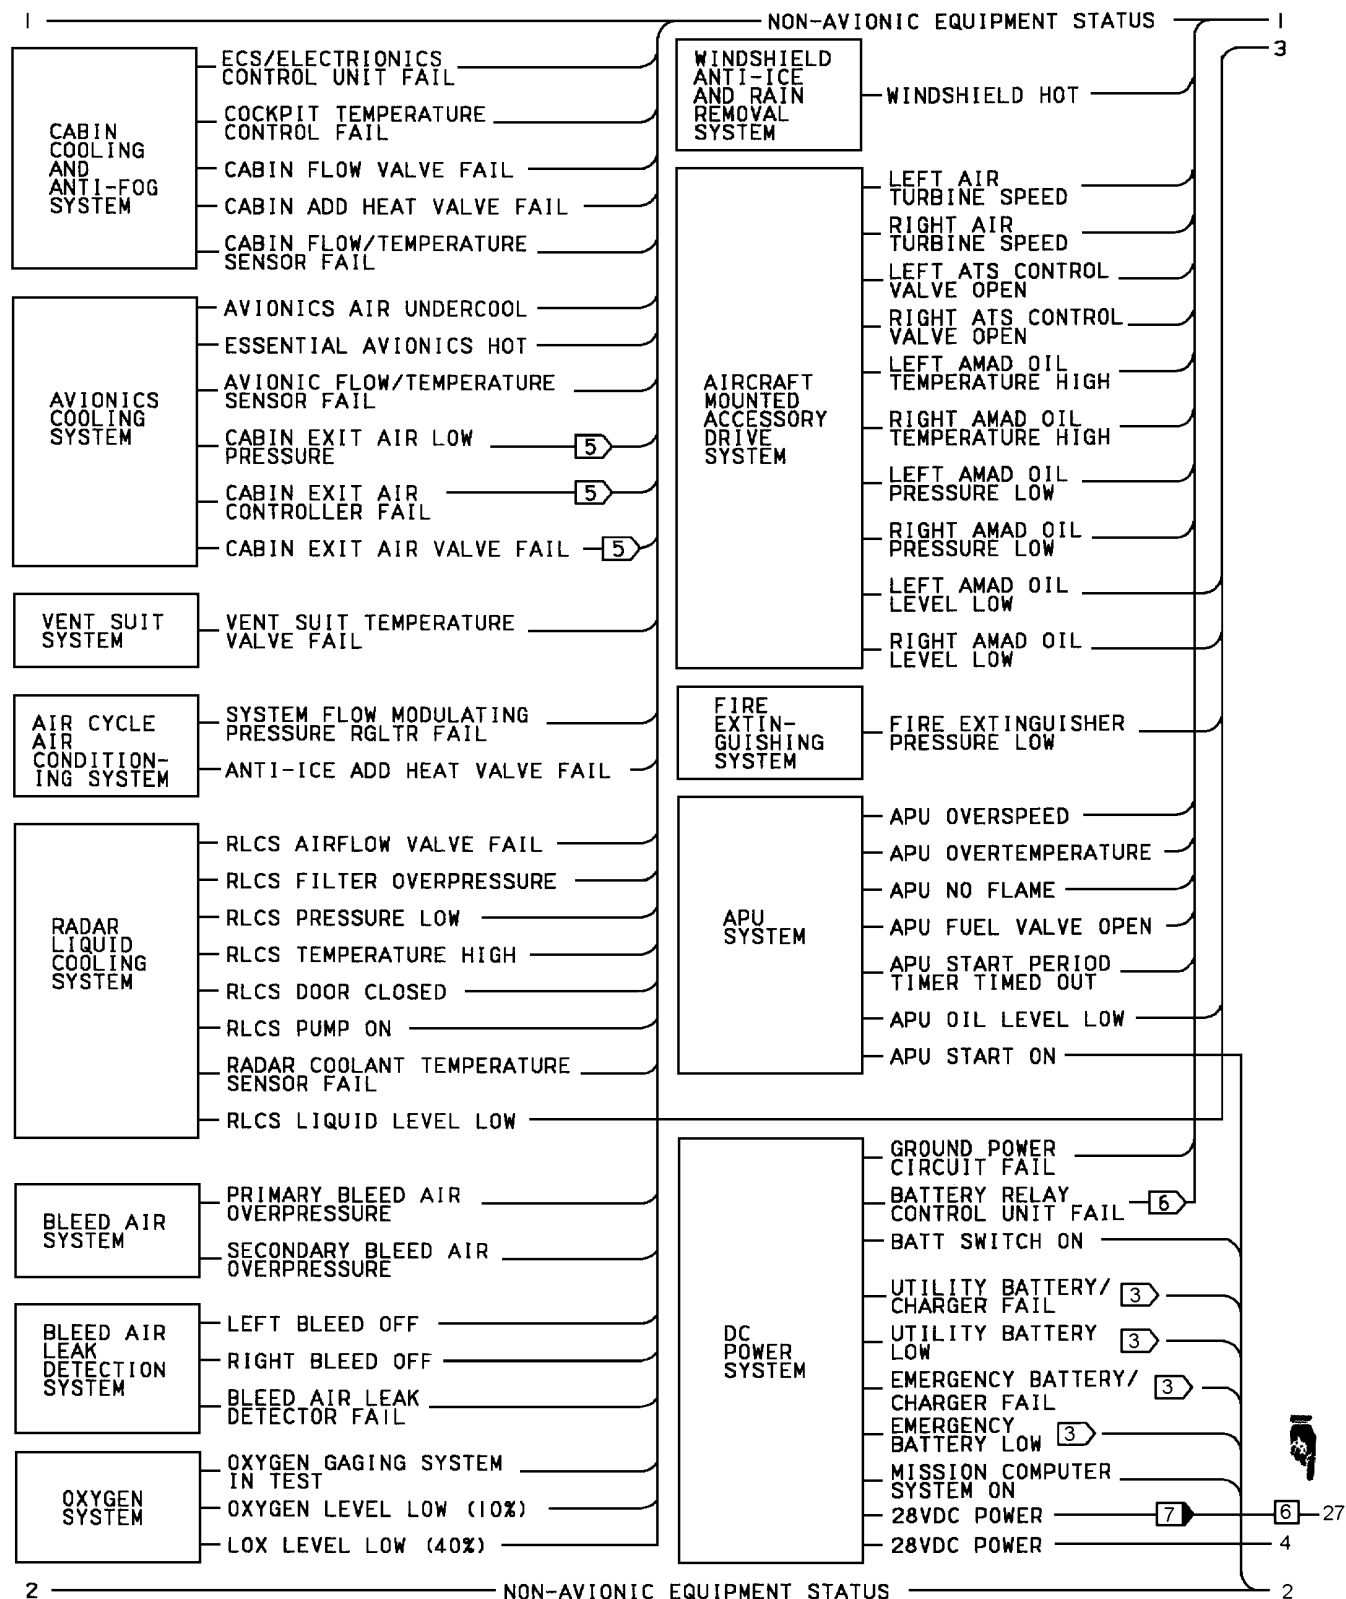 1 NON-AVIONIC EQUIPMENT STATUS 1
3
CABIN
COOLING
AND
ANTI-FOG
SYSTEM
ECS/ELECTRIONICS
CONTROL UNIT FAIL
COCKPIT TEMPERATURE
CONTROL FAIL
CABIN FLOW VALVE FAIL
CABIN ADD HEAT VALVE FAIL
CABIN FLOW/TEMPERATURE
SENSOR FAIL
AVIONICS
COOLING
SYSTEM
AVIONICS AIR UNDERCOOL
ESSENTIAL AVIONICS HOT
AVIONIC FLOW/TEMPERATURE
SENSOR FAIL
CABIN EXIT AIR LOW
PRESSURE
5
CABIN EXIT AIR
CONTROLLER FAIL
5
CABIN EXIT AIR VALVE FAIL 5
VENT SUIT
SYSTEM
VENT SUIT TEMPERATURE
VALVE FAIL
AIR CYCLE
AIR
CONDITION-
ING SYSTEM
SYSTEM FLOW MODULATING
PRESSURE RGLTR FAIL
ANTI-ICE ADD HEAT VALVE FAIL
RADAR
LIQUID
COOLING
SYSTEM
RLCS AIRFLOW VALVE FAIL
RLCS FILTER OVERPRESSURE
RLCS PRESSURE LOW
RLCS TEMPERATURE HIGH
RLCS DOOR CLOSED
RLCS PUMP ON
RADAR COOLANT TEMPERATURE
SENSOR FAIL
RLCS LIQUID LEVEL LOW
BLEED AIR
SYSTEM
PRIMARY BLEED AIR
OVERPRESSURE
SECONDARY BLEED AIR
OVERPRESSURE
BLEED AIR
LEAK
DETECTION
SYSTEM
LEFT BLEED OFF
RIGHT BLEED OFF
BLEED AIR LEAK
DETECTOR FAIL
OXYGEN
SYSTEM
OXYGEN GAGING SYSTEM
IN TEST
OXYGEN LEVEL LOW (10%)
LOX LEVEL LOW (40%)
WINDSHIELD
ANTI-ICE
AND RAIN
REMOVAL
SYSTEM
WINDSHIELD HOT
AIRCRAFT
MOUNTED
ACCESSORY
DRIVE
SYSTEM
LEFT AIR
TURBINE SPEED
RIGHT AIR
TURBINE SPEED
LEFT ATS CONTROL
VALVE OPEN
RIGHT ATS CONTROL
VALVE OPEN
LEFT AMAD OIL
TEMPERATURE HIGH
RIGHT AMAD OIL
TEMPERATURE HIGH
LEFT AMAD OIL
PRESSURE LOW
RIGHT AMAD OIL
PRESSURE LOW
LEFT AMAD OIL
LEVEL LOW
RIGHT AMAD OIL
LEVEL LOW
FIRE
EXTIN-
GUISHING
SYSTEM
FIRE EXTINGUISHER
PRESSURE LOW
APU
SYSTEM
APU OVERSPEED
APU OVERTEMPERATURE
APU NO FLAME
APU FUEL VALVE OPEN
APU START PERIOD
TIMER TIMED OUT
APU OIL LEVEL LOW
APU START ON
DC
POWER
SYSTEM
GROUND POWER
CIRCUIT FAIL
BATTERY RELAY
CONTROL UNIT FAIL
6
BATT SWITCH ON
UTILITY BATTERY/
CHARGER FAIL
3
UTILITY BATTERY
LOW
3
EMERGENCY BATTERY/
CHARGER FAIL
3
EMERGENCY
BATTERY LOW
3
MISSION COMPUTER
SYSTEM ON
28VDC POWER 7 6 27
28VDC POWER 4
2 NON-AVIONIC EQUIPMENT STATUS 2